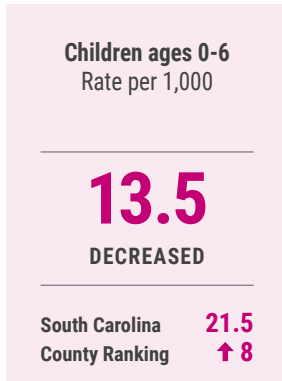 Children ages 0-6
Rate per 1,000
13.5
DECREASED
South Carolina 21.5
County Ranking ↑ 8